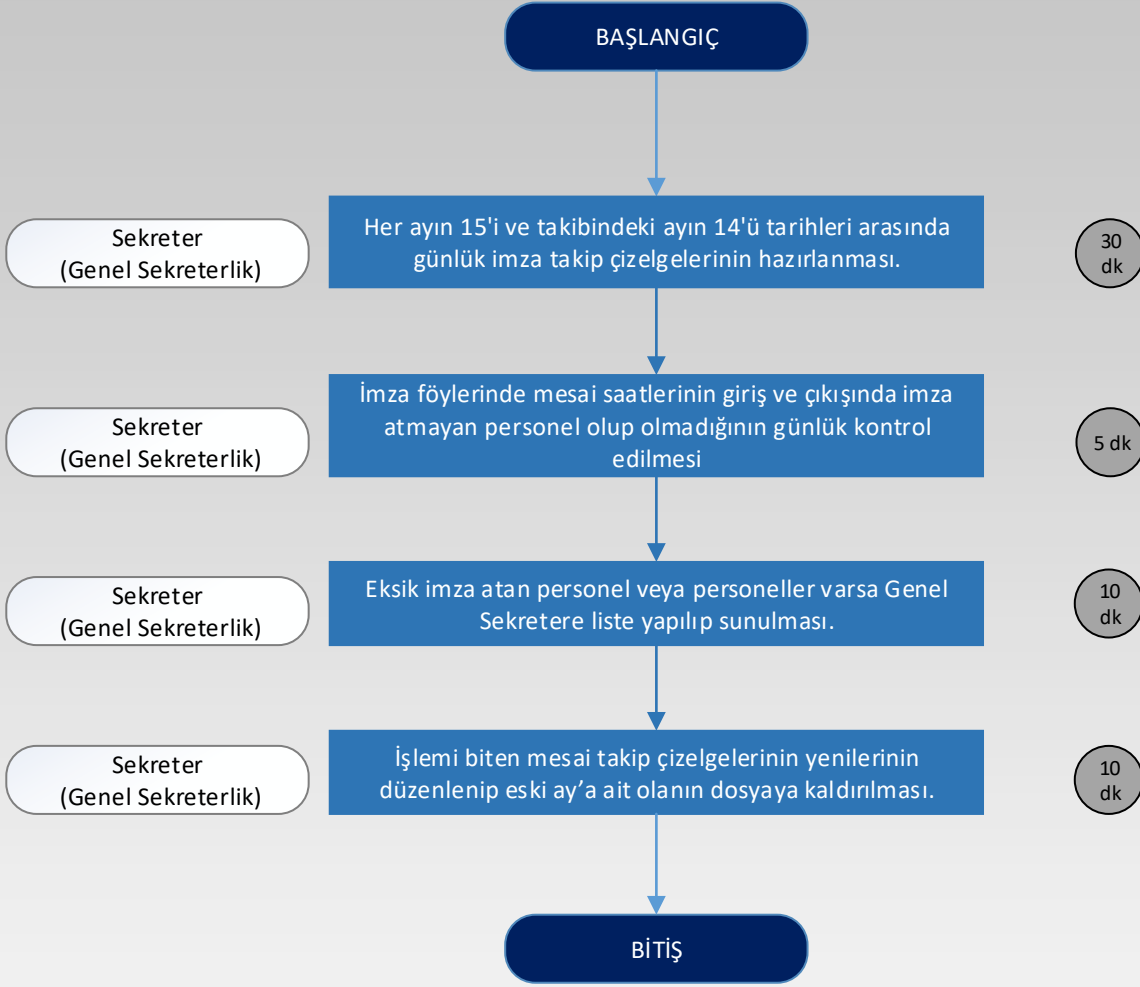 BAŞLANGIÇ
Sekreter
(Genel Sekreterlik)
Her ayın 15'i ve takibindeki ayın 14'ü tarihleri arasında
günlük imza takip çizelgelerinin hazırlanması.
30
dk
Sekreter
(Genel Sekreterlik)
İmza föylerinde mesai saatlerinin giriş ve çıkışında imza
atmayan personel olup olmadığının günlük kontrol
edilmesi
5 dk
Sekreter
(Genel Sekreterlik)
Eksik imza atan personel veya personeller varsa Genel
Sekretere liste yapılıp sunulması.
10
dk
Sekreter
(Genel Sekreterlik)
İşlemi biten mesai takip çizelgelerinin yenilerinin
düzenlenip eski ay’a ait olanın dosyaya kaldırılması.
10
dk
BİTİŞ